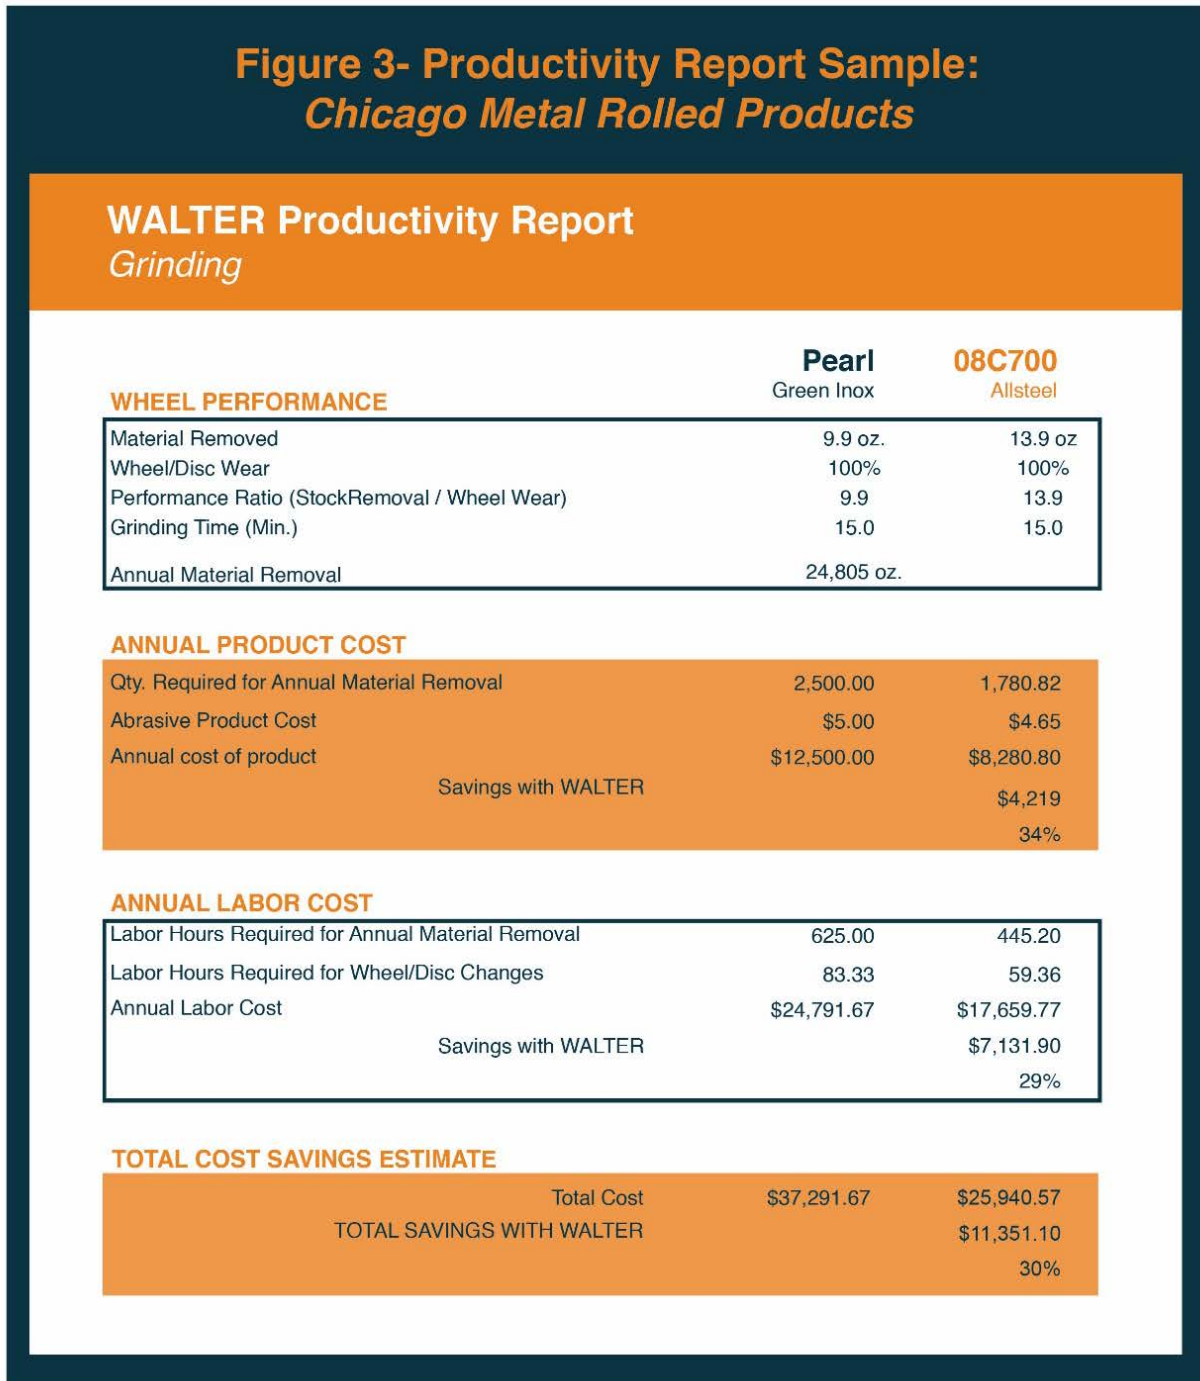 Figure 3- Productivity Report Sample:
Chicago Metal Rolled Products
WALTER Productivity Report
Grinding
Pearl 08C700
Green Inox Allsteel
WHEEL PERFORMANCE
Material Removed 9.9 oz. 13.9 oz
Wheel/Disc Wear 100% 100%
Performance Ratio (StockRemoval / Wheel Wear) 9.9 13.9
Grinding Time (Min.) 15.0 15.0
Annual Material Removal 24,805 oz.
ANNUAL PRODUCT COST
Qty. Required for Annual Material Removal 2,500.00 1,780.82
Abrasive Product Cost $5.00 $4.65
Annual cost of product $12,500.00 $8,280.80
Savings with WALTER $4,219
34%
ANNUAL LABOR COST
Labor Hours Required for Annual Material Removal 625.00 445.20
Labor Hours Required for Wheel/Disc Changes 83.33 59.36
Annual Labor Cost $24,791.67 $17,659.77
Savings with WALTER $7,131.90
29%
TOTAL COST SAVINGS ESTIMATE
Total Cost $37,291.67 $25,940.57
TOTAL SAVINGS WITH WALTER $11,351.10
30%